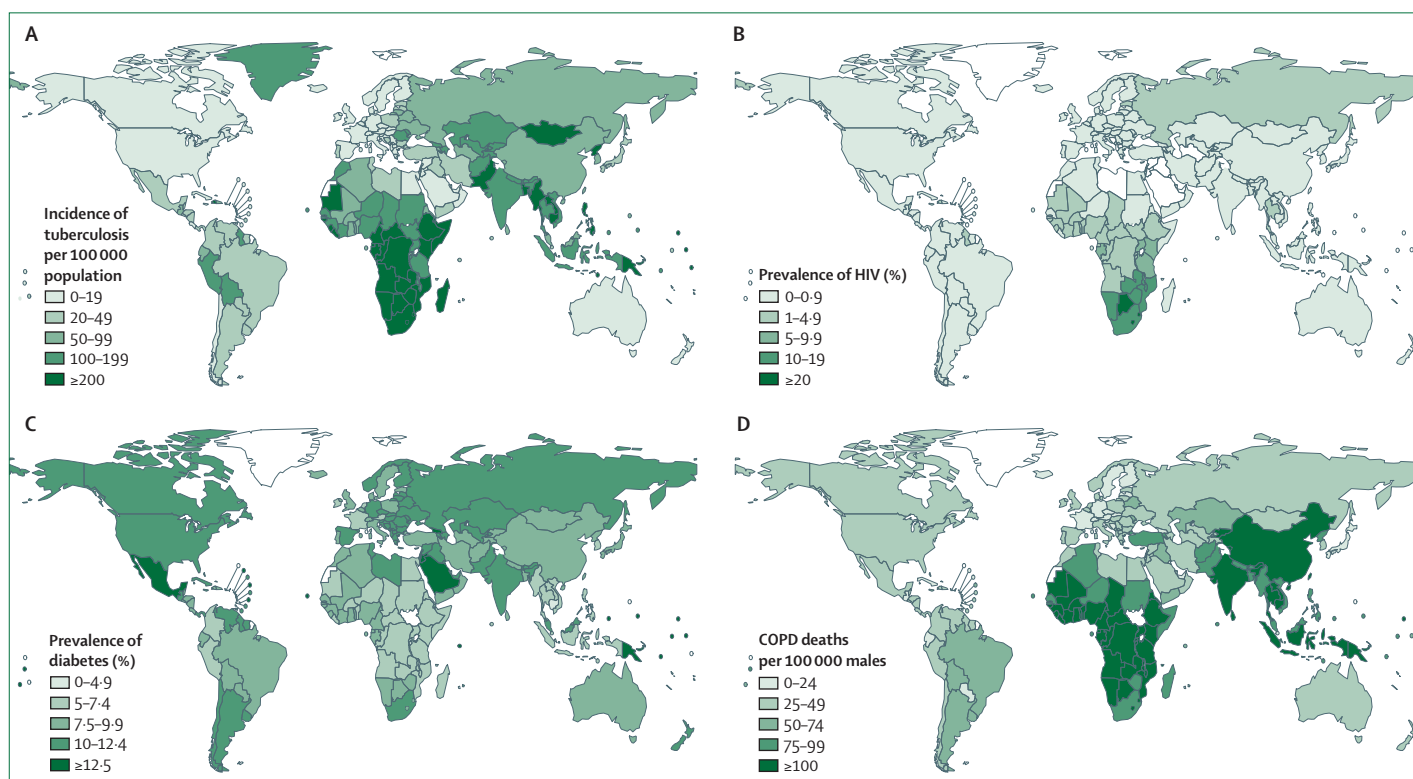 A
Incidence of
tuberculosis
per 100 000
population
0–19
20–49
50–99
100–199
≥200
B
Prevalence of HIV (%)
0–0·9
1–4·9
5–9·9
10–19
≥20
C
Prevalence of
diabetes (%)
0–4·9
5–7·4
7·5–9·9
10–12·4
≥12·5
D
COPD deaths
per 100 000 males
0–24
25–49
50–74
75–99
≥100